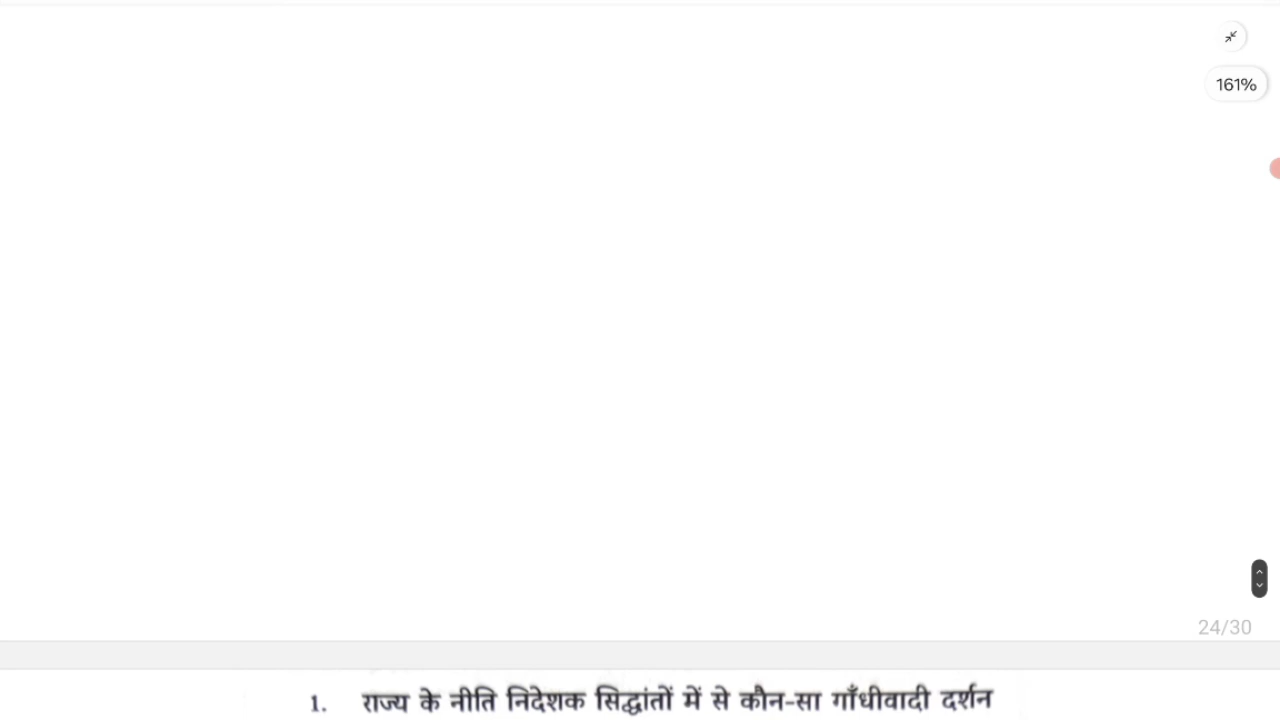 161%
24/30
1. राज्य के नीति निदेशक सिद्धांतों में से कौन-सा गाँधीवादी दर्शन